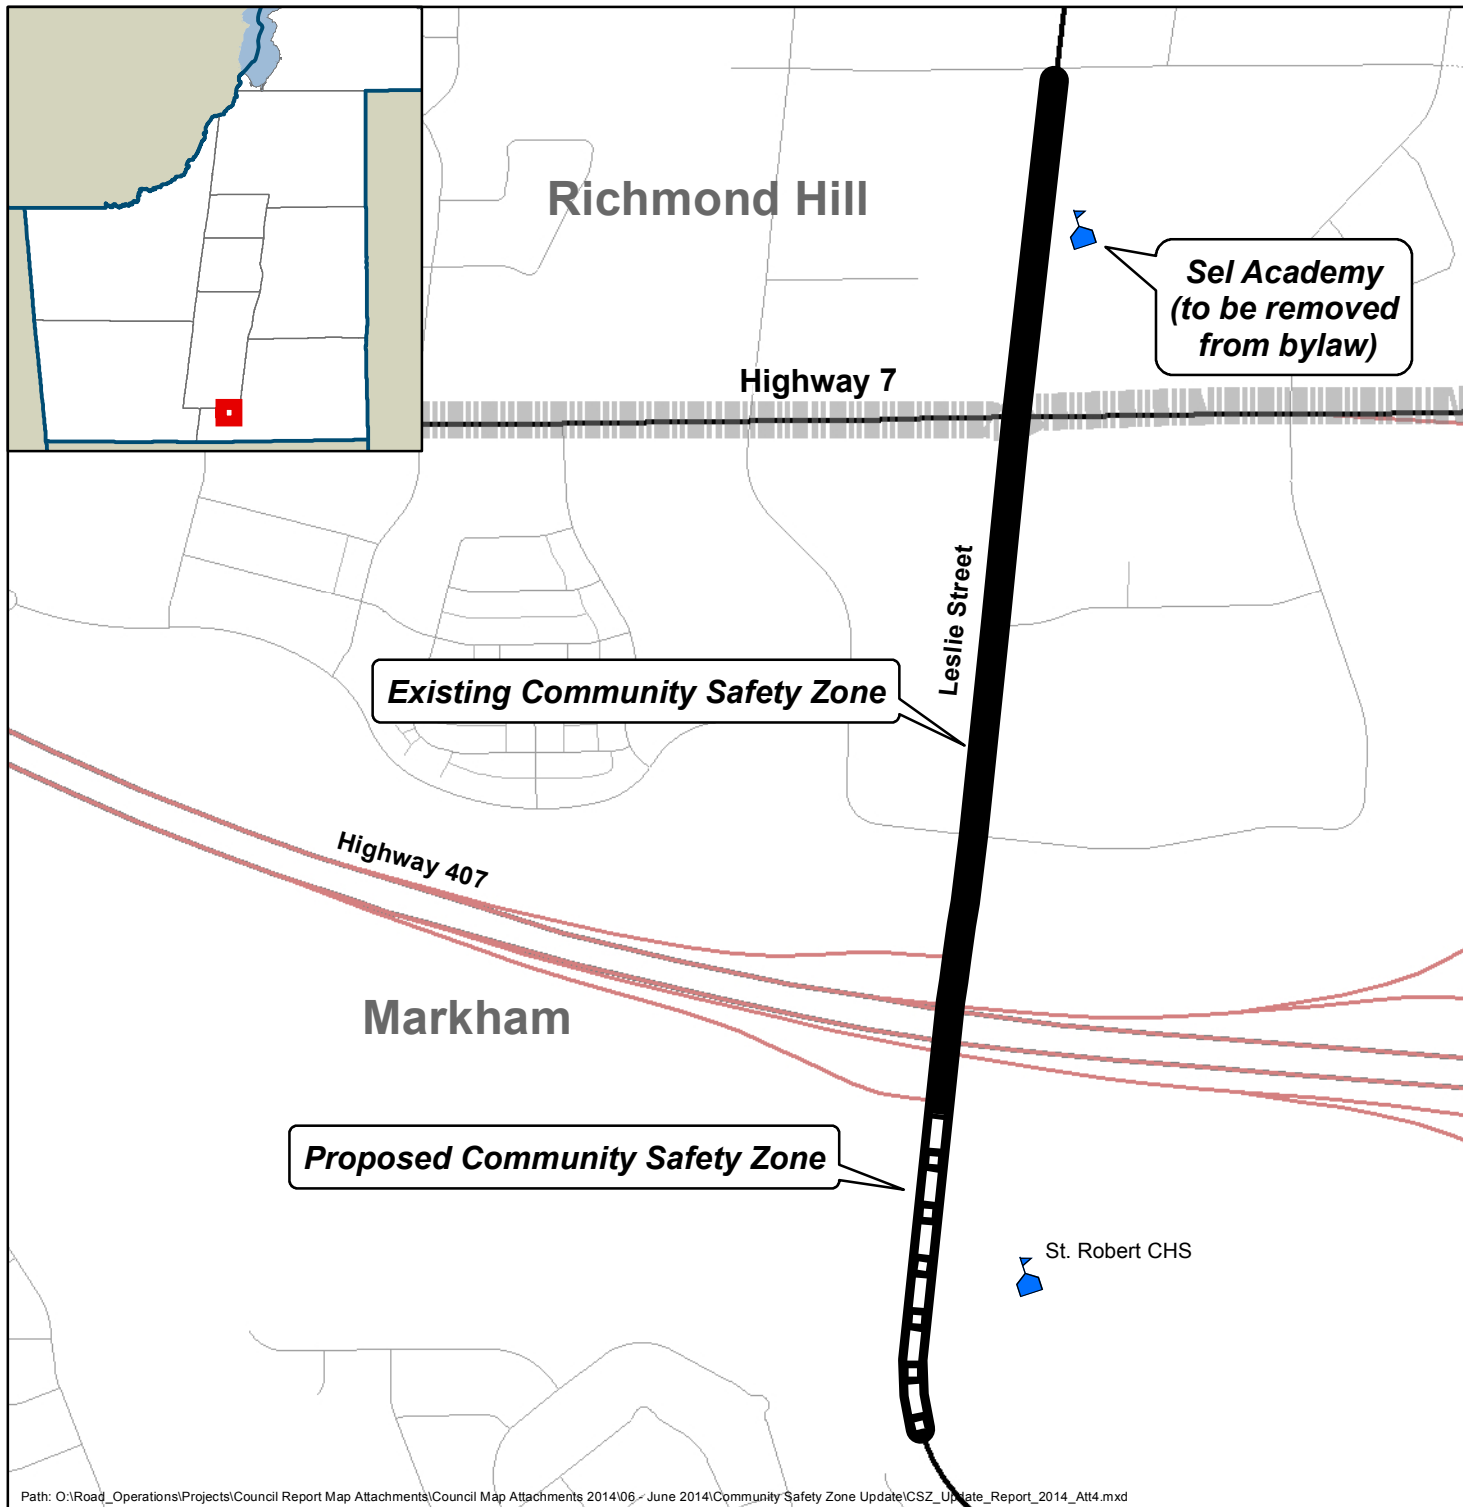 Richmond Hill
Sel Academy
(to be removed
from bylaw)
Highway 7
Leslie Street
Existing Community Safety Zone
Highway 407
Markham
Proposed Community Safety Zone
St. Robert CHS
Path: O:\Road_Operations\Projects\Council Report Map Attachments\Council Map Attachments 2014\06 - June 2014\Community Safety Zone Update\CSZ_Update_Report_2014_Att4.mxd